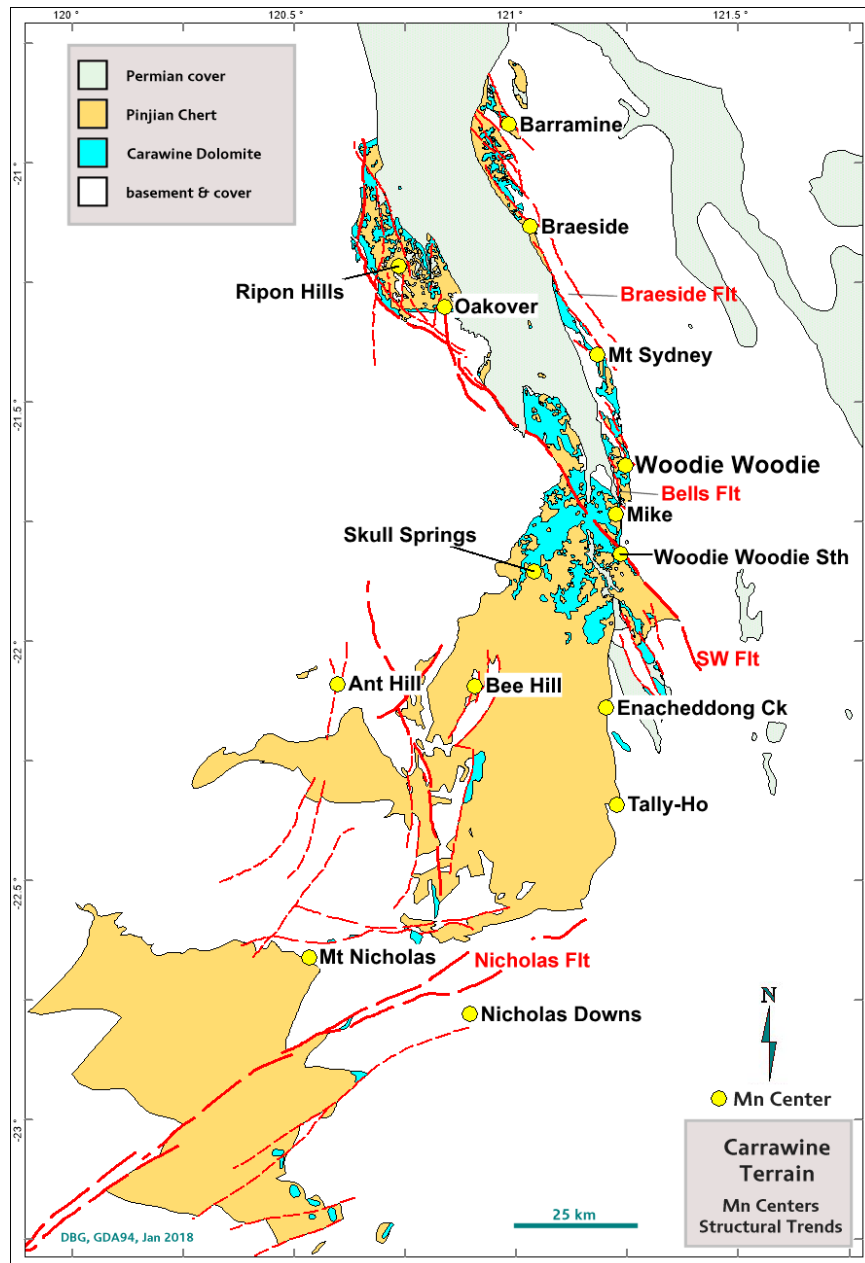 120°
120.5°
121°
121.5°
Permian cover
Pinjian Chert
Carawine Dolomite
basement & cover
Barramine
-21°
Braeside
Ripon Hills
Braeside Flt
Oakover
Mt Sydney
-21.5°
Woodie Woodie
Bells Flt
Mike
Skull Springs
Woodie Woodie Sth
-22°
SW Flt
Ant Hill
Bee Hill
Enacheddong Ck
Tally-Ho
-22.5°
Mt Nicholas
Nicholas Flt
Nicholas Downs
N
Mn Center
-23°
Carrawine
Terrain
Mn Centers
Structural Trends
25 km
DBG, GDA94, Jan 2018